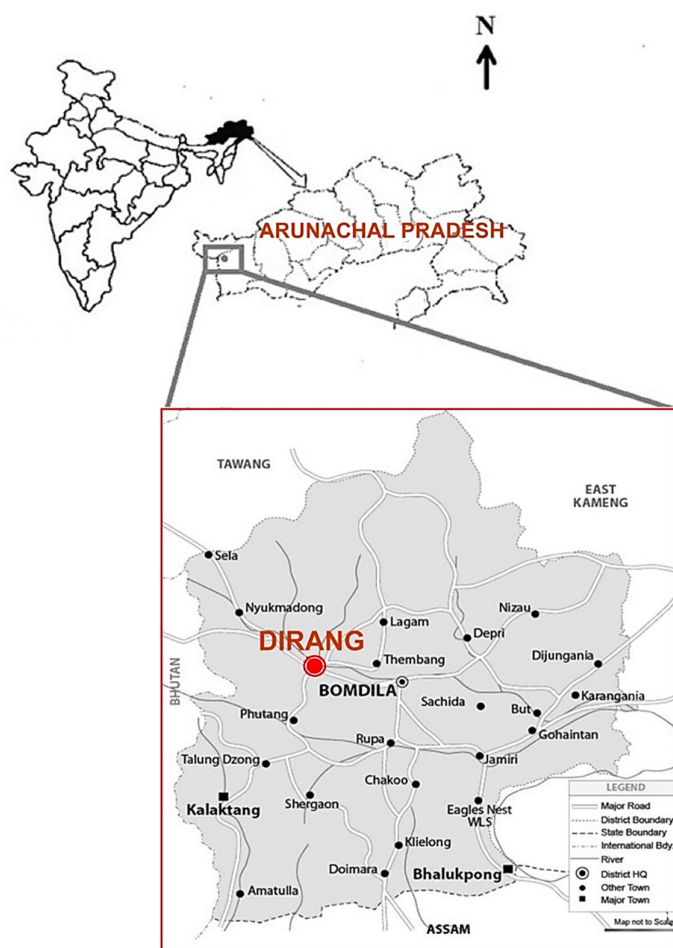 N
ARUNACHAL PRADESH
TAWANG
EAST
KAMENG
Sela
Nyukmadong
Nizau
Lagam
DIRANG
Depri
Dijungania
Thembang
BHUTAN
BOMDILA
Karangania
Sachida
But
Phutang
Gohaintan
Rupa
Talung Dzong
Jamiri
Chakoo
LEGEND
Kalaktang
Shergaon
Eagles Nest
WLS
Major Road
District Boundary
State Boundary
International Bdy.
River
District HQ
Other Town
Major Town
Klielong
Doimara
Bhalukpong
Amatulla
ASSAM
Map not to Scale